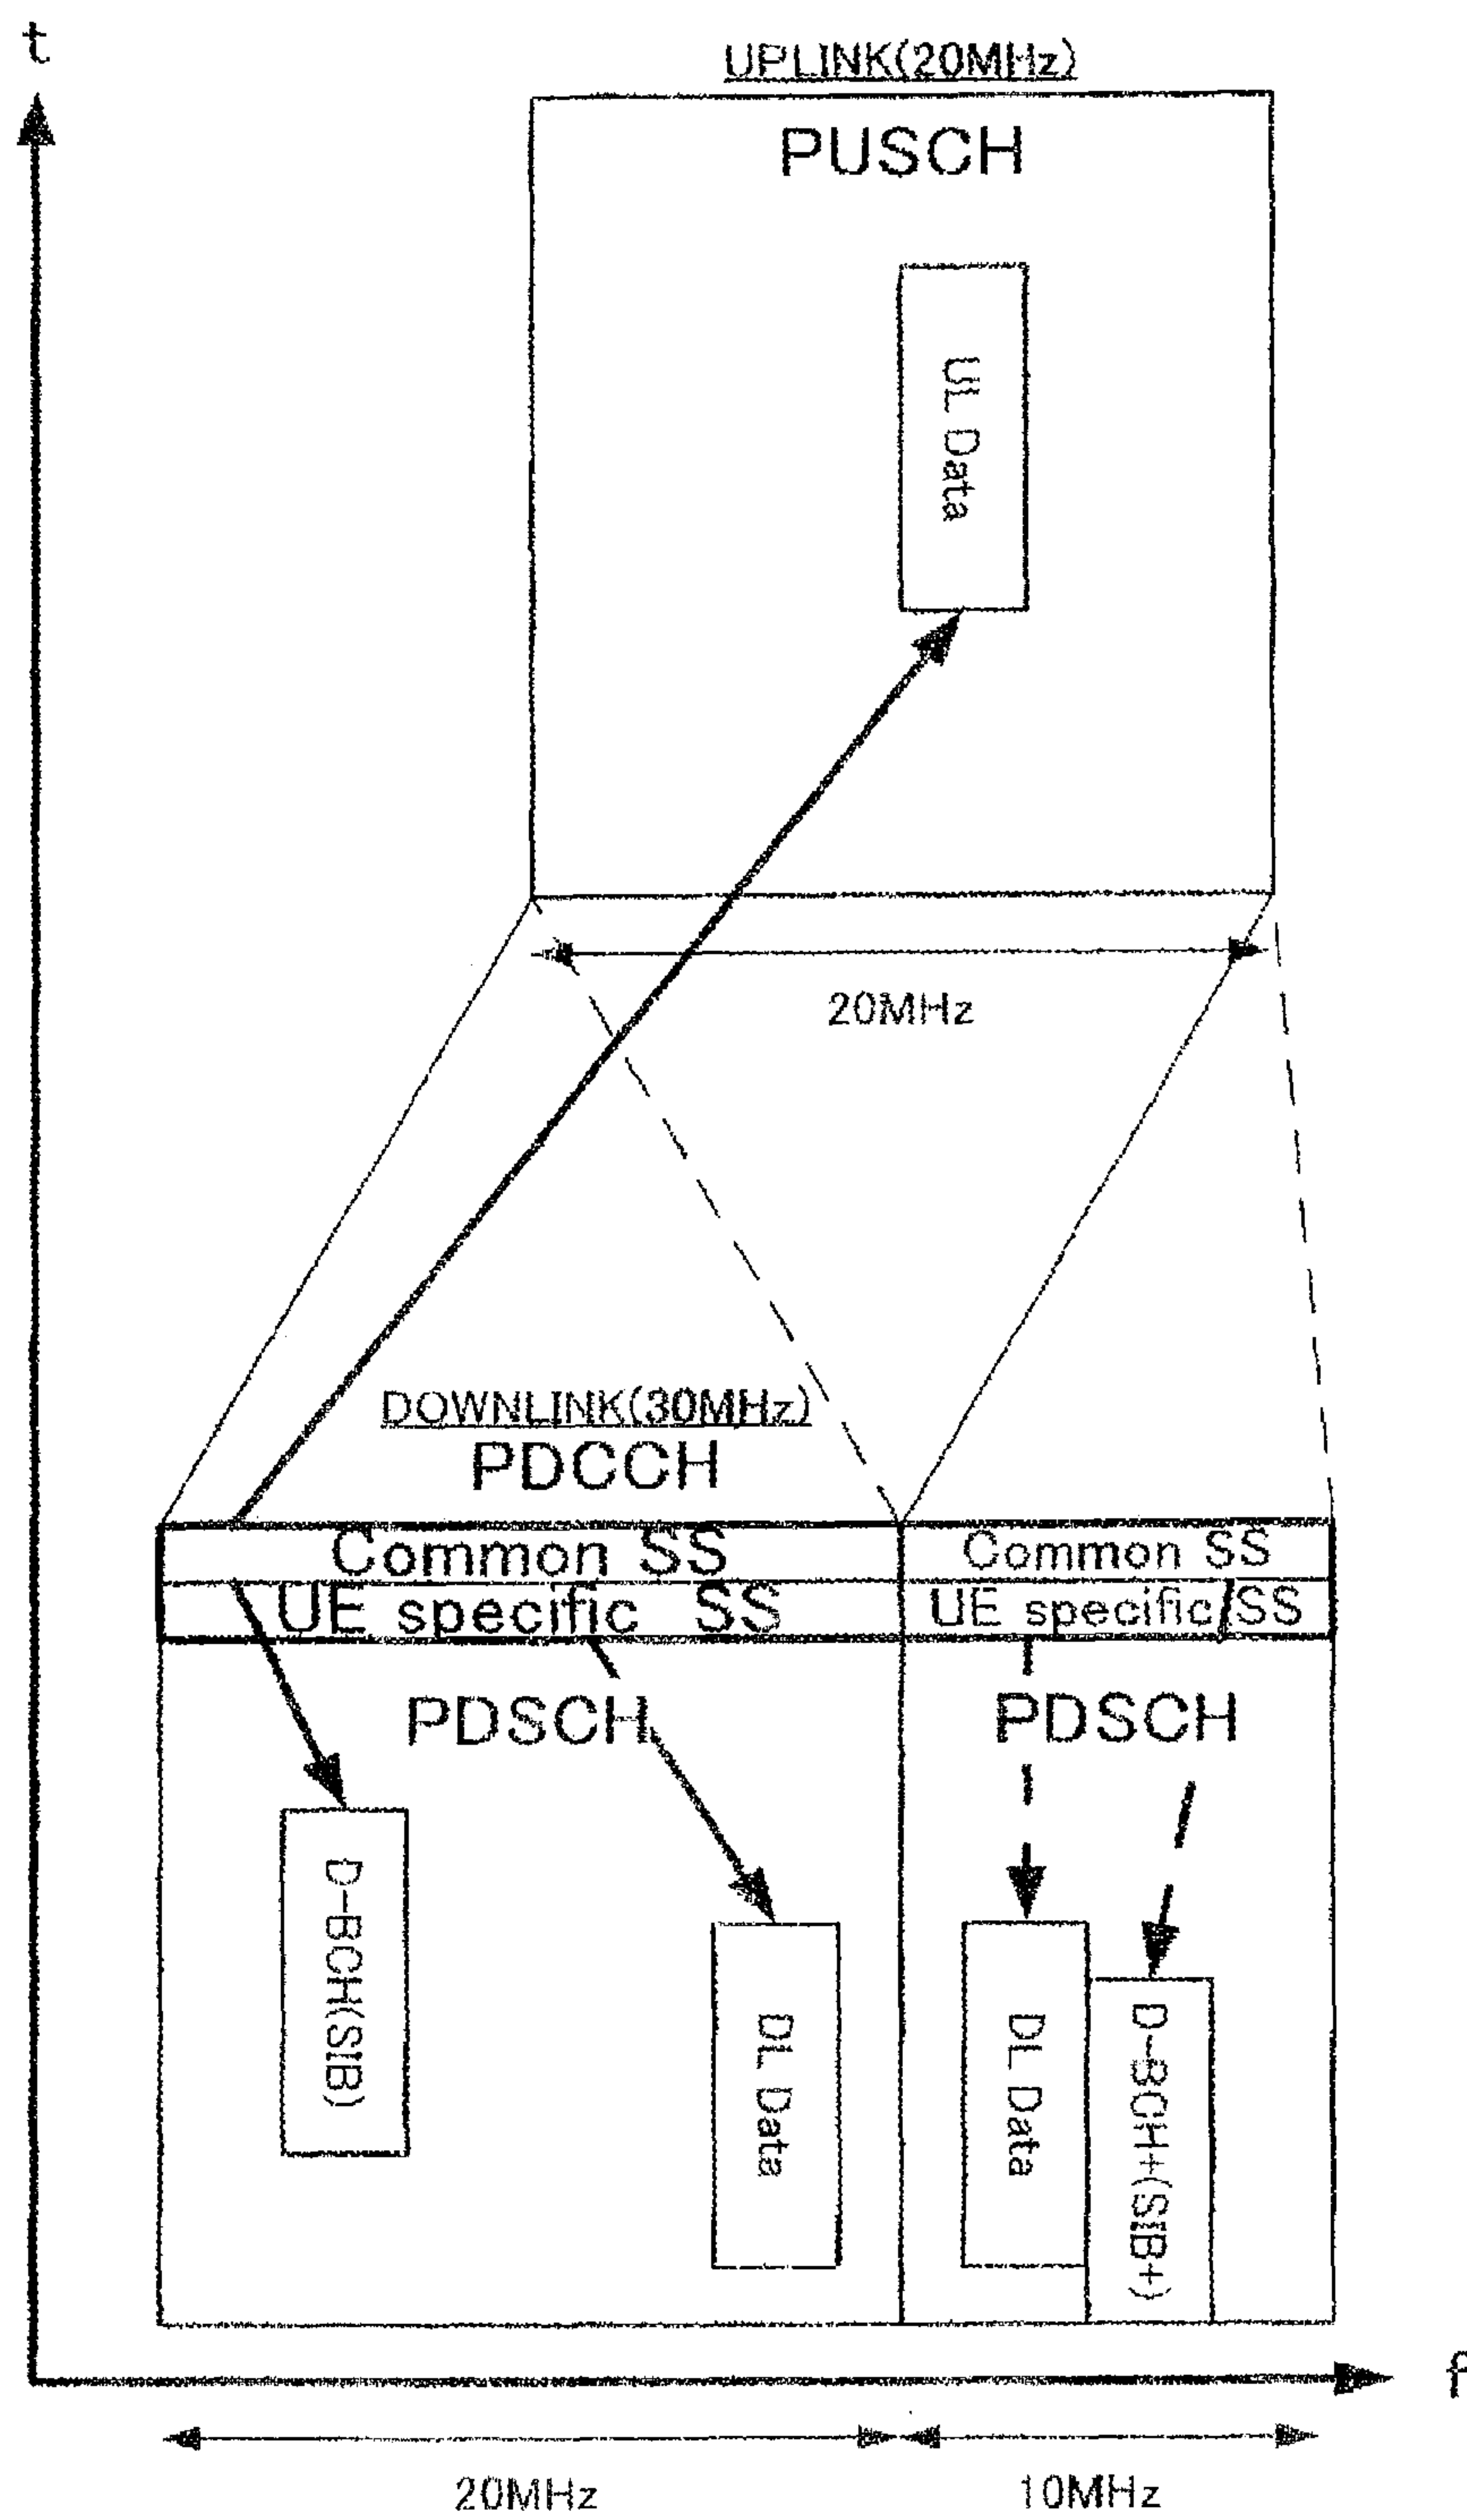 t
UPLINK(20MHz)
PUSCH
UL Data
20MHz
DOWNLINK(30MHz)
PDCCH
Common SS
Common SS
UE specific SS
UE specific SS
PDSCH
PDSCH
D-BCH(SIB)
DL Data
DL Data
D-BCH+(SIB+)
f
20MHz
10MHz